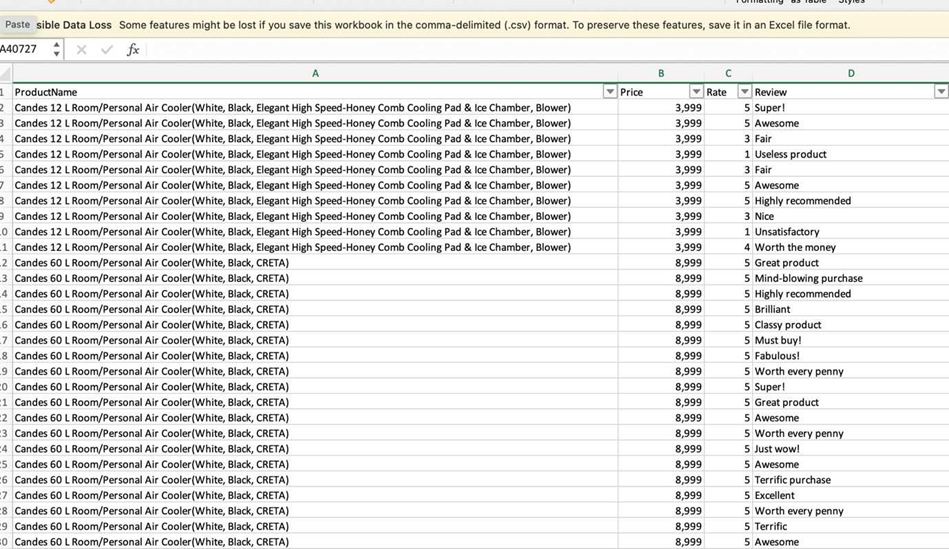 Formatting as Table Styles
Paste
sible Data Loss Some features might be lost if you save this workbook in the comma-delimited (.csv) format. To preserve these features, save it in an Excel file format.
A40727 fx
A B C D
1 ProductName Price Rate Review
2 Candes 12 L Room/Personal Air Cooler(White, Black, Elegant High Speed-Honey Comb Cooling Pad & Ice Chamber, Blower) 3,999 5 Super!
3 Candes 12 L Room/Personal Air Cooler(White, Black, Elegant High Speed-Honey Comb Cooling Pad & Ice Chamber, Blower) 3,999 5 Awesome
4 Candes 12 L Room/Personal Air Cooler(White, Black, Elegant High Speed-Honey Comb Cooling Pad & Ice Chamber, Blower) 3,999 3 Fair
5 Candes 12 L Room/Personal Air Cooler(White, Black, Elegant High Speed-Honey Comb Cooling Pad & Ice Chamber, Blower) 3,999 1 Useless product
6 Candes 12 L Room/Personal Air Cooler(White, Black, Elegant High Speed-Honey Comb Cooling Pad & Ice Chamber, Blower) 3,999 3 Fair
7 Candes 12 L Room/Personal Air Cooler(White, Black, Elegant High Speed-Honey Comb Cooling Pad & Ice Chamber, Blower) 3,999 5 Awesome
8 Candes 12 L Room/Personal Air Cooler(White, Black, Elegant High Speed-Honey Comb Cooling Pad & Ice Chamber, Blower) 3,999 5 Highly recommended
9 Candes 12 L Room/Personal Air Cooler(White, Black, Elegant High Speed-Honey Comb Cooling Pad & Ice Chamber, Blower) 3,999 3 Nice
.0 Candes 12 L Room/Personal Air Cooler(White, Black, Elegant High Speed-Honey Comb Cooling Pad & Ice Chamber, Blower) 3,999 1 Unsatisfactory
.1 Candes 12 L Room/Personal Air Cooler(White, Black, Elegant High Speed-Honey Comb Cooling Pad & Ice Chamber, Blower) 3,999 4 Worth the money
.2 Candes 60 L Room/Personal Air Cooler(White, Black, CRETA) 8,999 5 Great product
.3 Candes 60 L Room/Personal Air Cooler(White, Black, CRETA) 8,999 5 Mind-blowing purchase
.4 Candes 60 L Room/Personal Air Cooler(White, Black, CRETA) 8,999 5 Highly recommended
.5 Candes 60 L Room/Personal Air Cooler(White, Black, CRETA) 8,999 5 Brilliant
.6 Candes 60 L Room/Personal Air Cooler(White, Black, CRETA) 8,999 5 Classy product
.7 Candes 60 L Room/Personal Air Cooler(White, Black, CRETA) 8,999 5 Must buy!
.8 Candes 60 L Room/Personal Air Cooler(White, Black, CRETA) 8,999 5 Fabulous!
.9 Candes 60 L Room/Personal Air Cooler(White, Black, CRETA) 8,999 5 Worth every penny
20 Candes 60 L Room/Personal Air Cooler(White, Black, CRETA) 8,999 5 Super!
21 Candes 60 L Room/Personal Air Cooler(White, Black, CRETA) 8,999 5 Great product
22 Candes 60 L Room/Personal Air Cooler(White, Black, CRETA) 8,999 5 Awesome
23 Candes 60 L Room/Personal Air Cooler(White, Black, CRETA) 8,999 5 Worth every penny
24 Candes 60 L Room/Personal Air Cooler(White, Black, CRETA) 8,999 5 Just wow!
25 Candes 60 L Room/Personal Air Cooler(White, Black, CRETA) 8,999 5 Awesome
26 Candes 60 L Room/Personal Air Cooler(White, Black, CRETA) 8,999 5 Terrific purchase
27 Candes 60 L Room/Personal Air Cooler(White, Black, CRETA) 8,999 5 Excellent
28 Candes 60 L Room/Personal Air Cooler(White, Black, CRETA) 8,999 5 Worth every penny
29 Candes 60 L Room/Personal Air Cooler(White, Black, CRETA) 8,999 5 Terrific
30 Candes 60 L Room/Personal Air Cooler(White, Black, CRETA) 8,999 5 Awesome